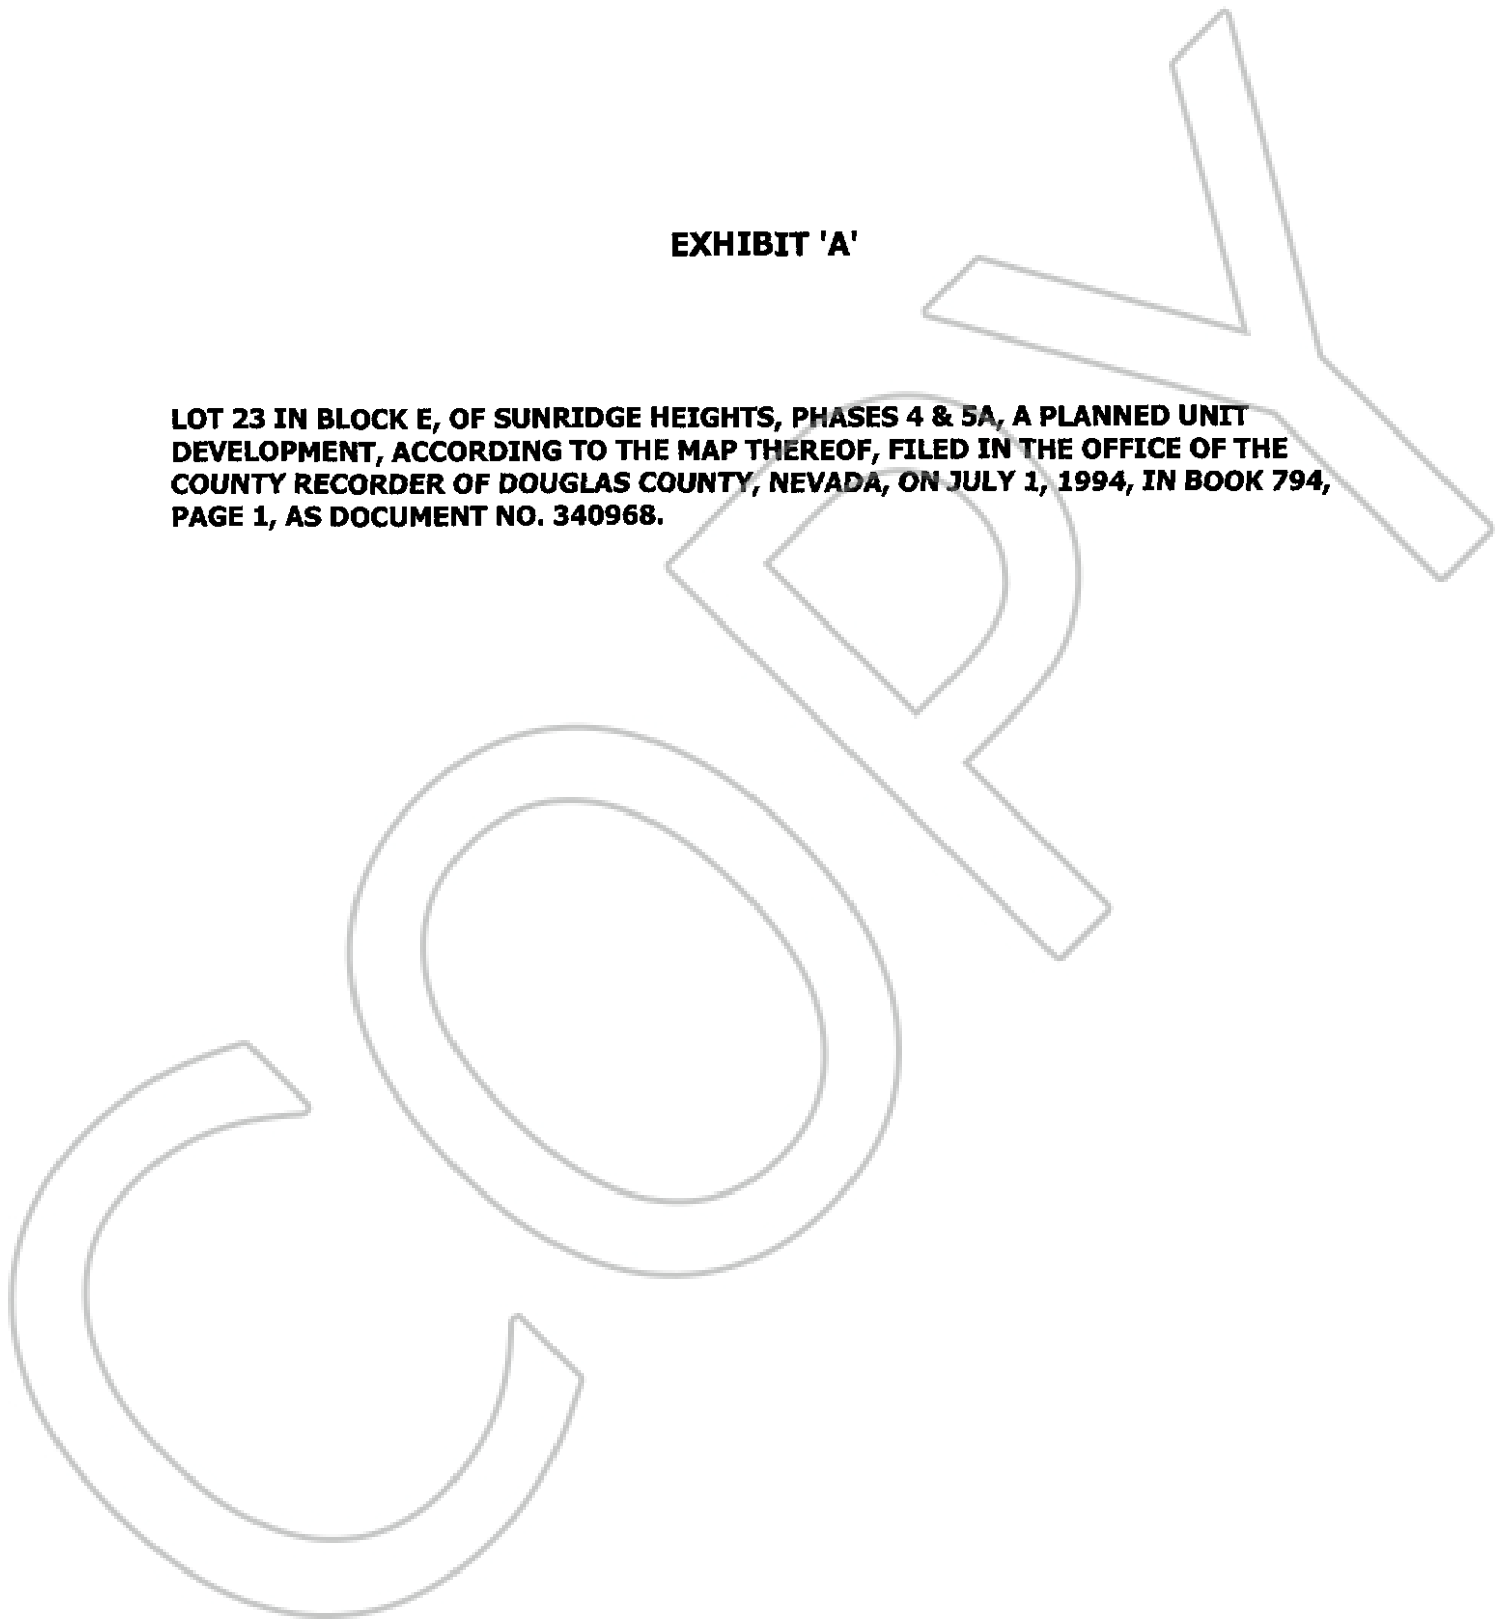 EXHIBIT 'A'
LOT 23 IN BLOCK E, OF SUNRIDGE HEIGHTS, PHASES 4 & 5A, A PLANNED UNIT
DEVELOPMENT, ACCORDING TO THE MAP THEREOF, FILED IN THE OFFICE OF THE
COUNTY RECORDER OF DOUGLAS COUNTY, NEVADA, ON JULY 1, 1994, IN BOOK 794,
PAGE 1, AS DOCUMENT NO. 340968.
COPY